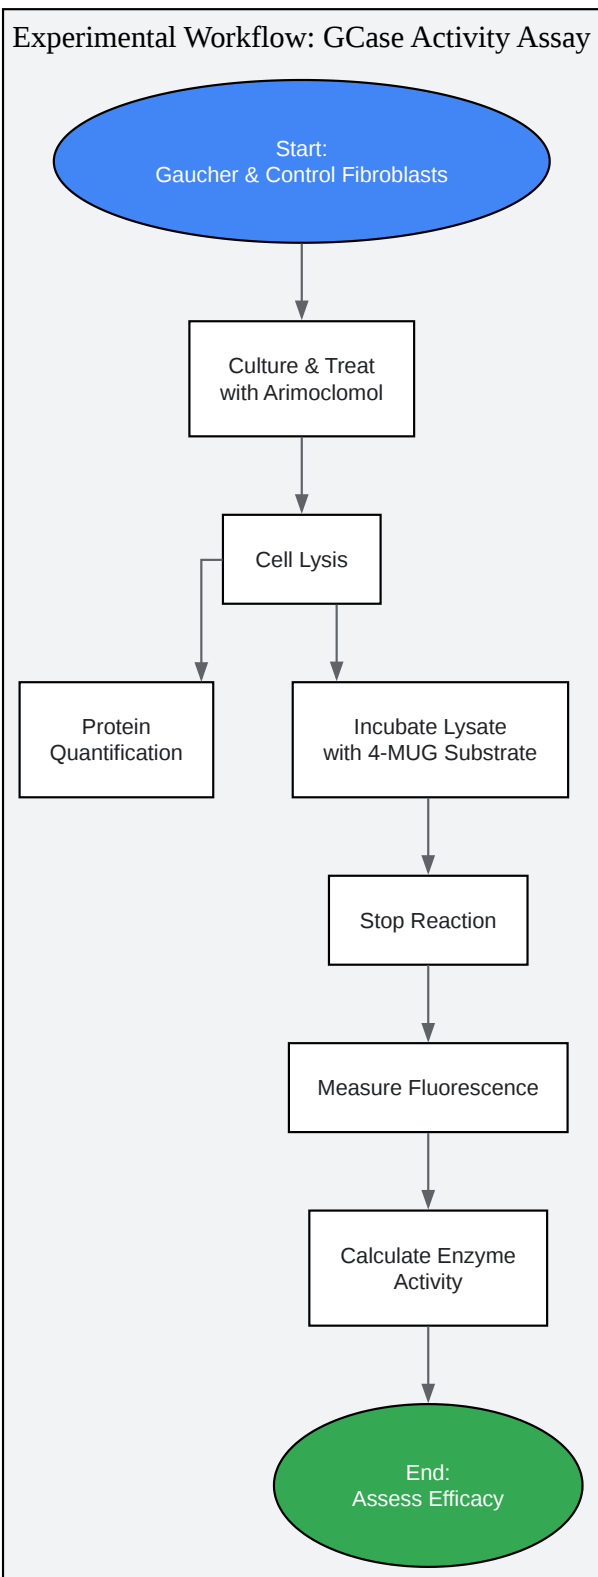 Experimental Workflow: GCase Activity Assay
Start:
Gaucher & Control Fibroblasts
Culture & Treat
with Arimoclomol
Cell Lysis
Protein
Quantification
Incubate Lysate
with 4-MUG Substrate
Stop Reaction
Measure Fluorescence
Calculate Enzyme
Activity
End:
Assess Efficacy